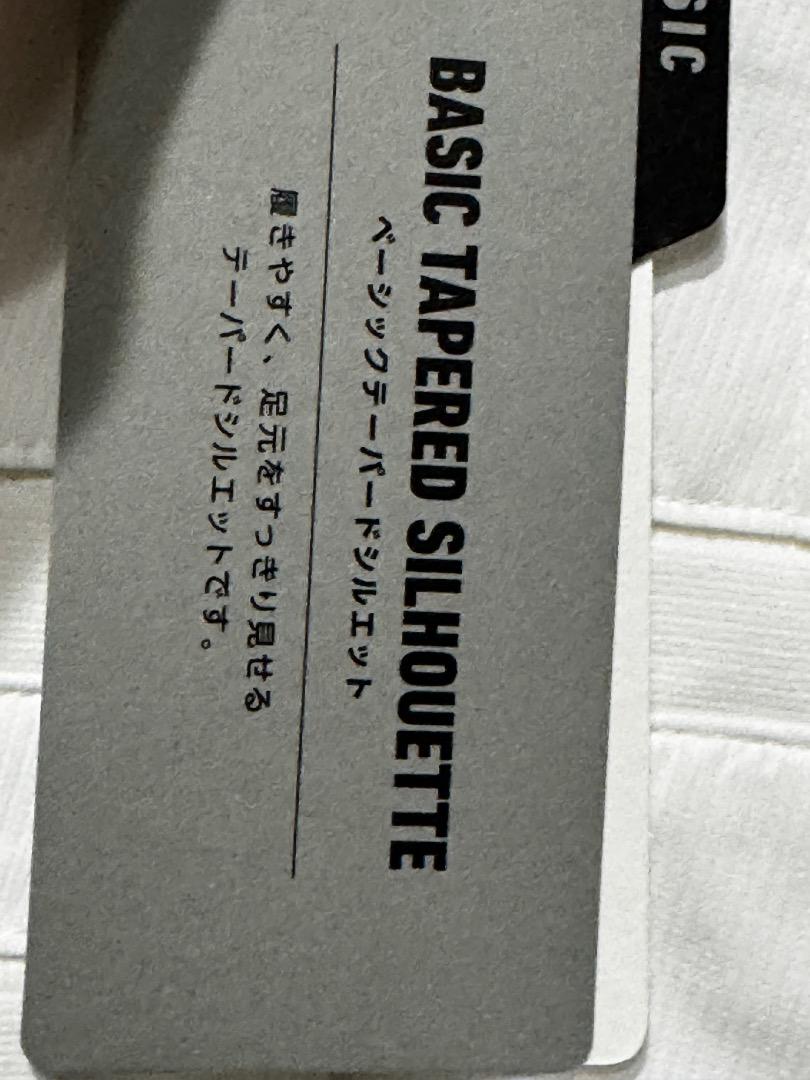 SIC
BASIC TAPERED SILHOUETTE
ベーシックテーパードシルエット
履きやすく、足元をすっきり見せる
テーパードシルエットです。